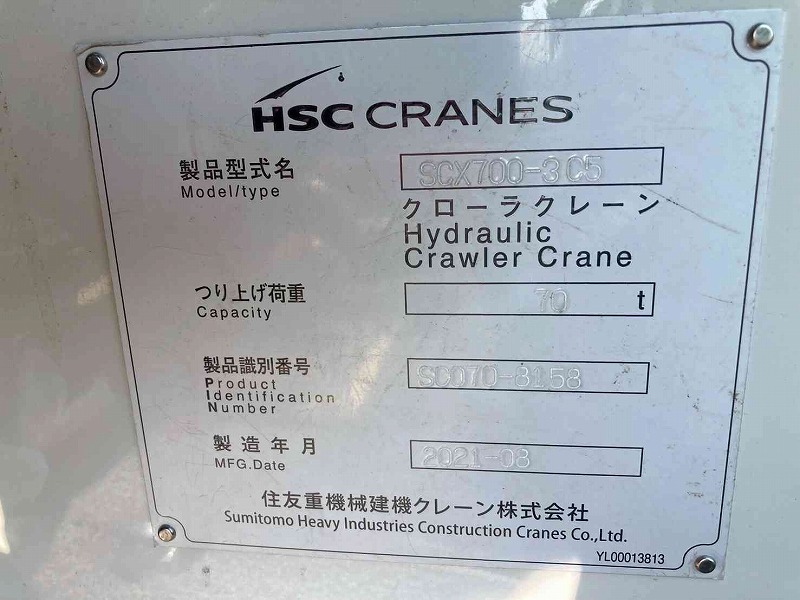 HSC CRANES
製品型式名
Model/type
SCX700-3 C5
クローラクレーン
Hydraulic
Crawler Crane
つり上げ荷重
Capacity
70 t
製品識別番号
Product
Identification
Number
SC070-8158
製造年月
MFG.Date
2021-08
住友重機械建機クレーン株式会社
Sumitomo Heavy Industries Construction Cranes Co.,Ltd.
YL00013813